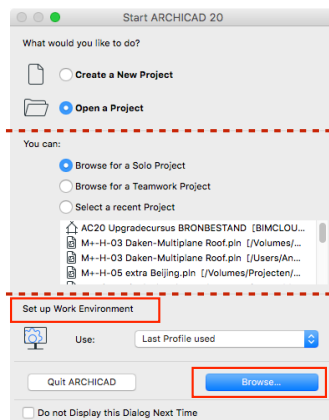 Start ARCHICAD 20
What would you like to do?
Create a New Project
Open a Project
You can:
Browse for a Solo Project
Browse for a Teamwork Project
Select a recent Project
AC20 Upgradecursus BRONBESTAND [BIMCLOU...
M+-H-03 Daken-Multiplane Roof.pln [/Volumes/...
M+-H-03 Daken-Multiplane Roof.pln [/Users/An...
M+-H-05 extra Beijing.pln [/Volumes/Projecten/...
Set up Work Environment
Use: Last Profile used
Quit ARCHICAD Browse...
Do not Display this Dialog Next Time